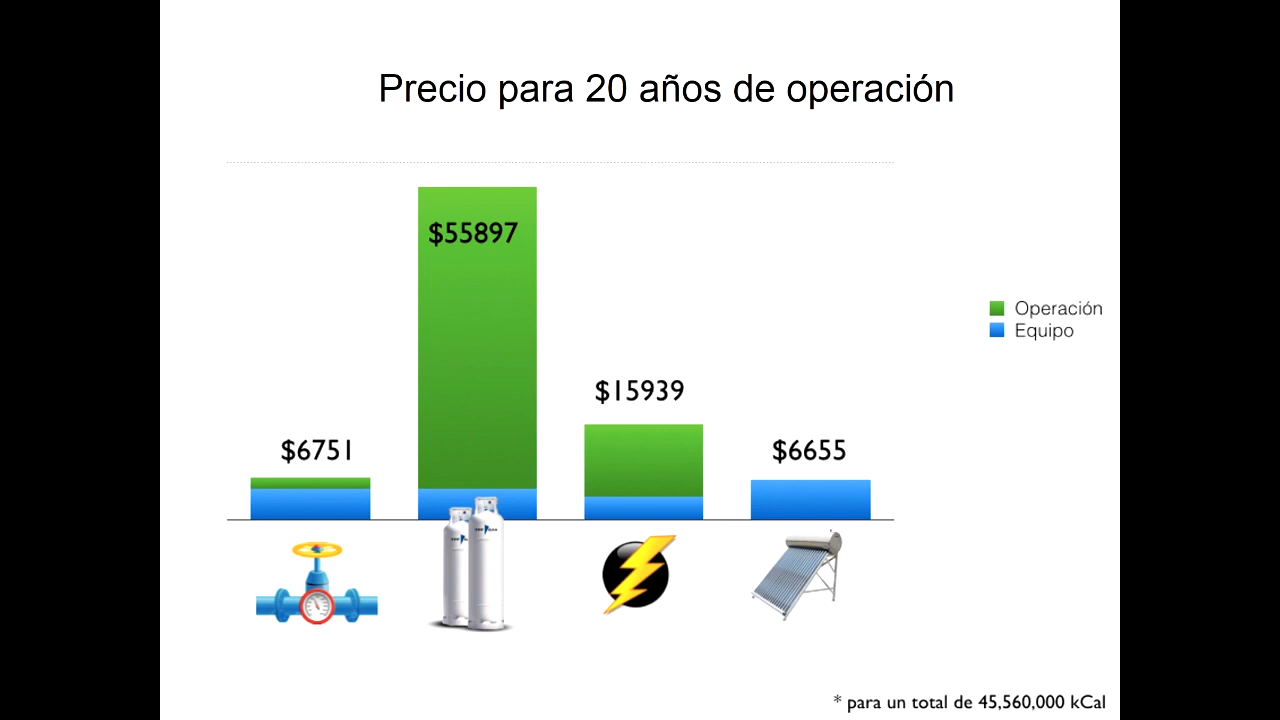 Precio para 20 años de operación
$55897
$15939
$6751
$6655
Operación
Equipo
* para un total de 45,560,000 kCal